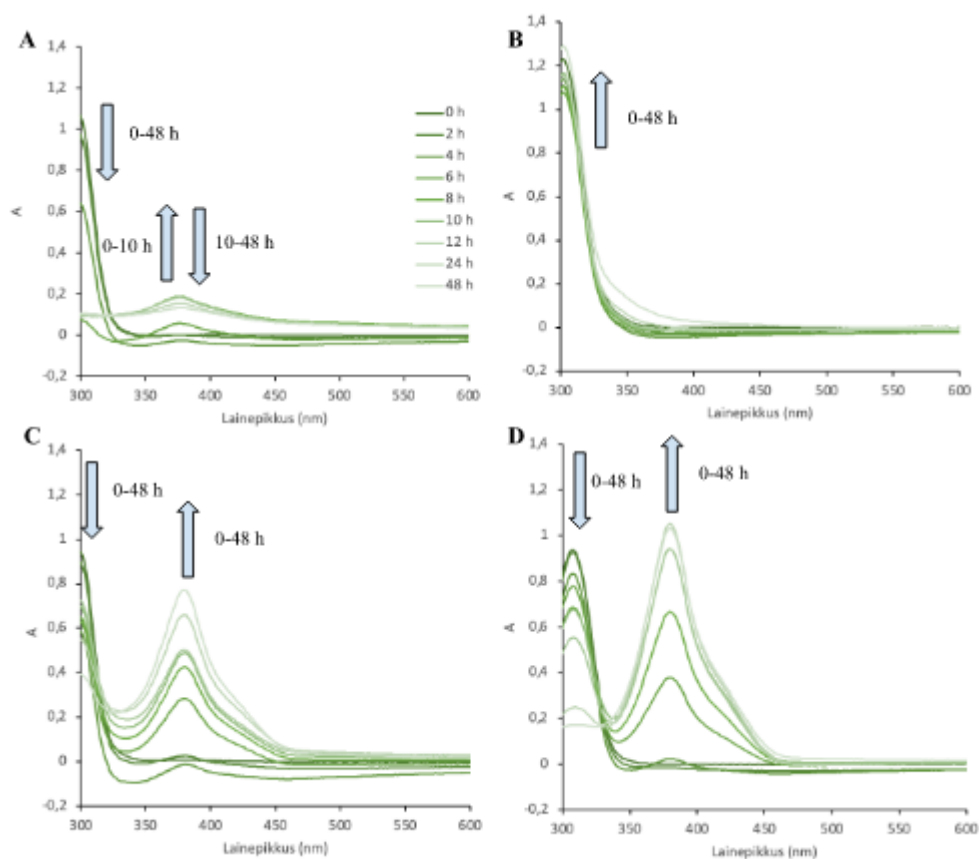 A
1,4
1,2
1
0,8
0,6
0,4
0,2
0
-0,2
A
300 350 400 450 500 550 600
Lainepikkus (nm)
0-48 h
0-10 h
10-48 h
0 h
2 h
4 h
6 h
8 h
10 h
12 h
24 h
48 h
B
1,4
1,2
1
0,8
0,6
0,4
0,2
0
-0,2
A
300 350 400 450 500 550 600
Lainepikkus (nm)
0-48 h
C
1,4
1,2
1
0,8
0,6
0,4
0,2
0
-0,2
A
300 350 400 450 500 550 600
Lainepikkus (nm)
0-48 h
0-48 h
D
1,4
1,2
1
0,8
0,6
0,4
0,2
0
-0,2
A
300 350 400 450 500 550 600
Lainepikkus (nm)
0-48 h
0-48 h